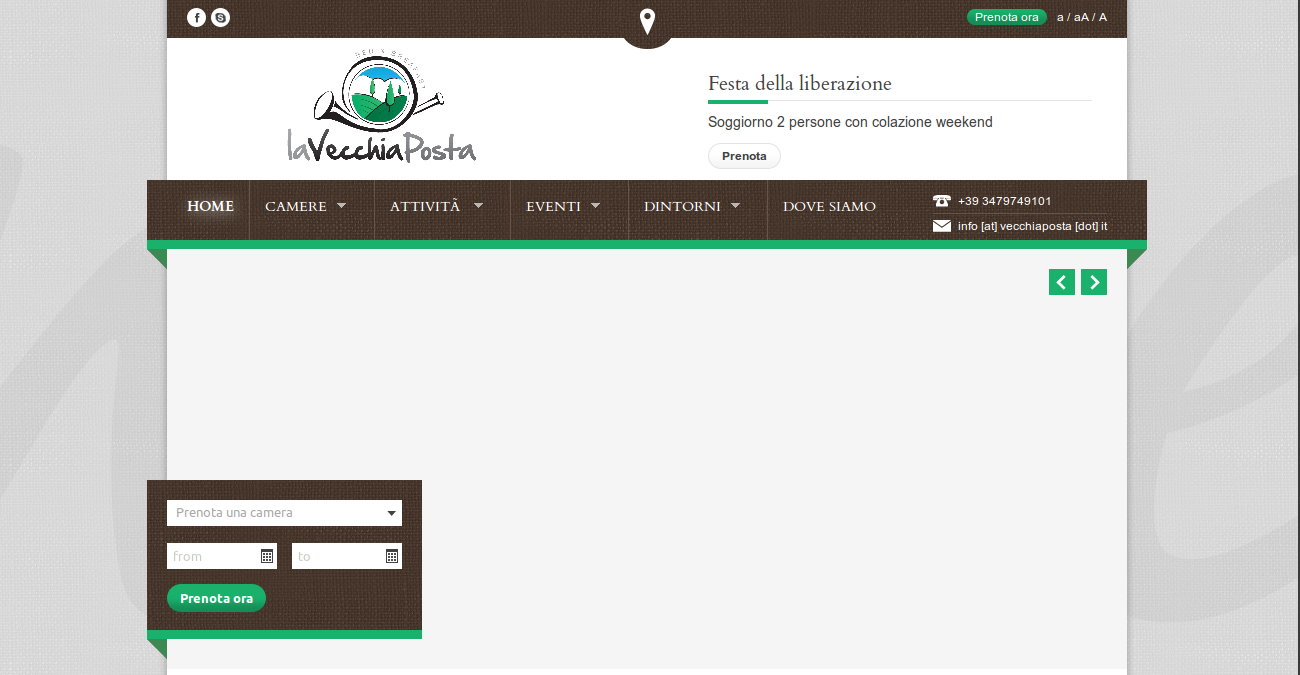 Prenota ora a / aA / A
BED & BREAKFAST
laVecchiaPosta
Festa della liberazione
Soggiorno 2 persone con colazione weekend
Prenota
HOME CAMERE ATTIVITÃ EVENTI DINTORNI DOVE SIAMO
+39 3479749101
info [at] vecchiaposta [dot] it
Prenota una camera
from to
Prenota ora